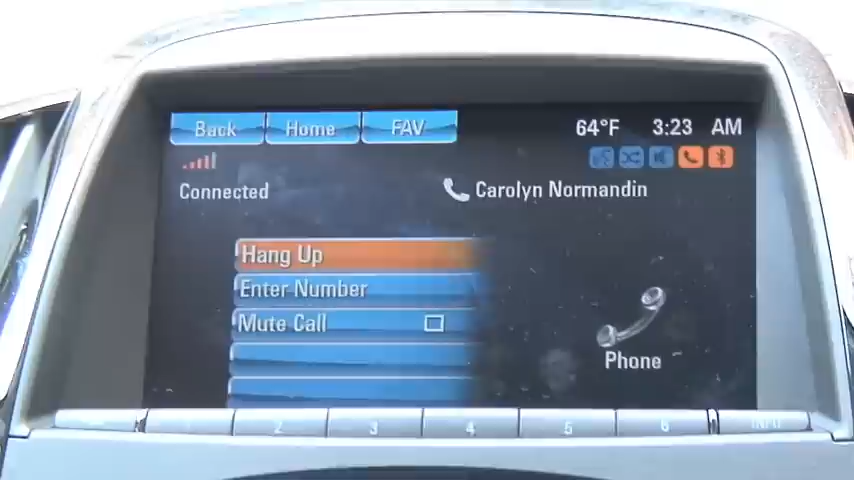 Back Home FAV 64°F 3:23 AM
Connected Carolyn Normandin
Hang Up
Enter Number
Mute Call
Phone
2 3 4 5 6 INFO